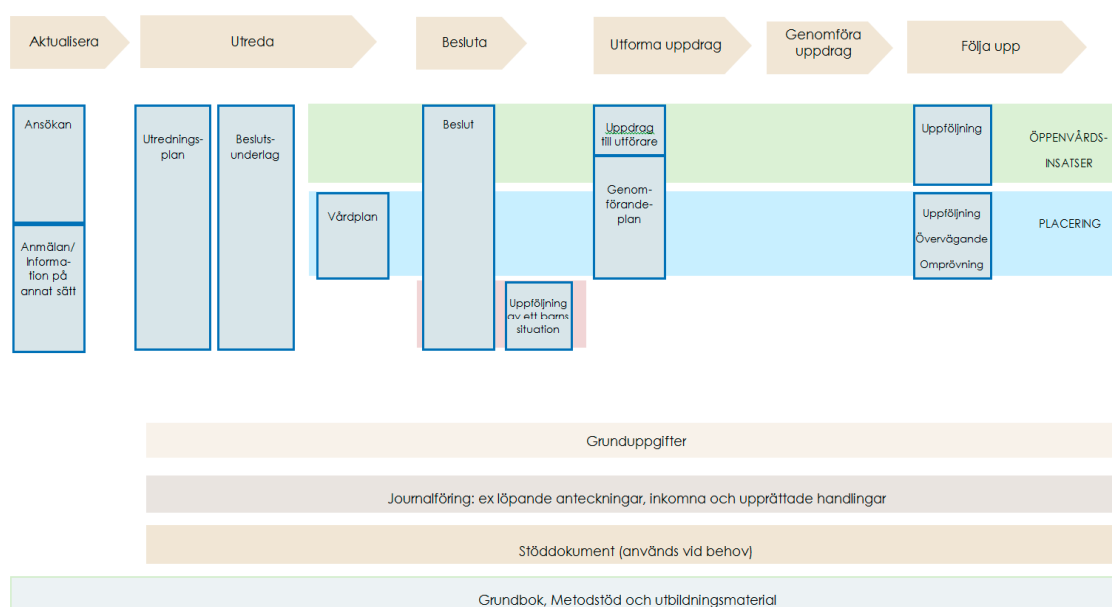 Aktualisera
Utreda
Besluta
Utforma uppdrag
Genomföra
uppdrag
Följa upp
Ansökan
Anmälan/
Informa-
tion på
annat sätt
Utrednings-
plan
Besluts-
underlag
Vårdplan
Beslut
Uppföljning
av ett barns
situation
Uppdrag
till utförare
Genom-
förande-
plan
Uppföljning
ÖPPENVÅRDS-
INSATSER
Uppföljning
Övervägande
Omprövning
PLACERING
Grunduppgifter
Journalföring: ex löpande anteckningar, inkomna och upprättade handlingar
Stöddokument (används vid behov)
Grundbok, Metodstöd och utbildningsmaterial